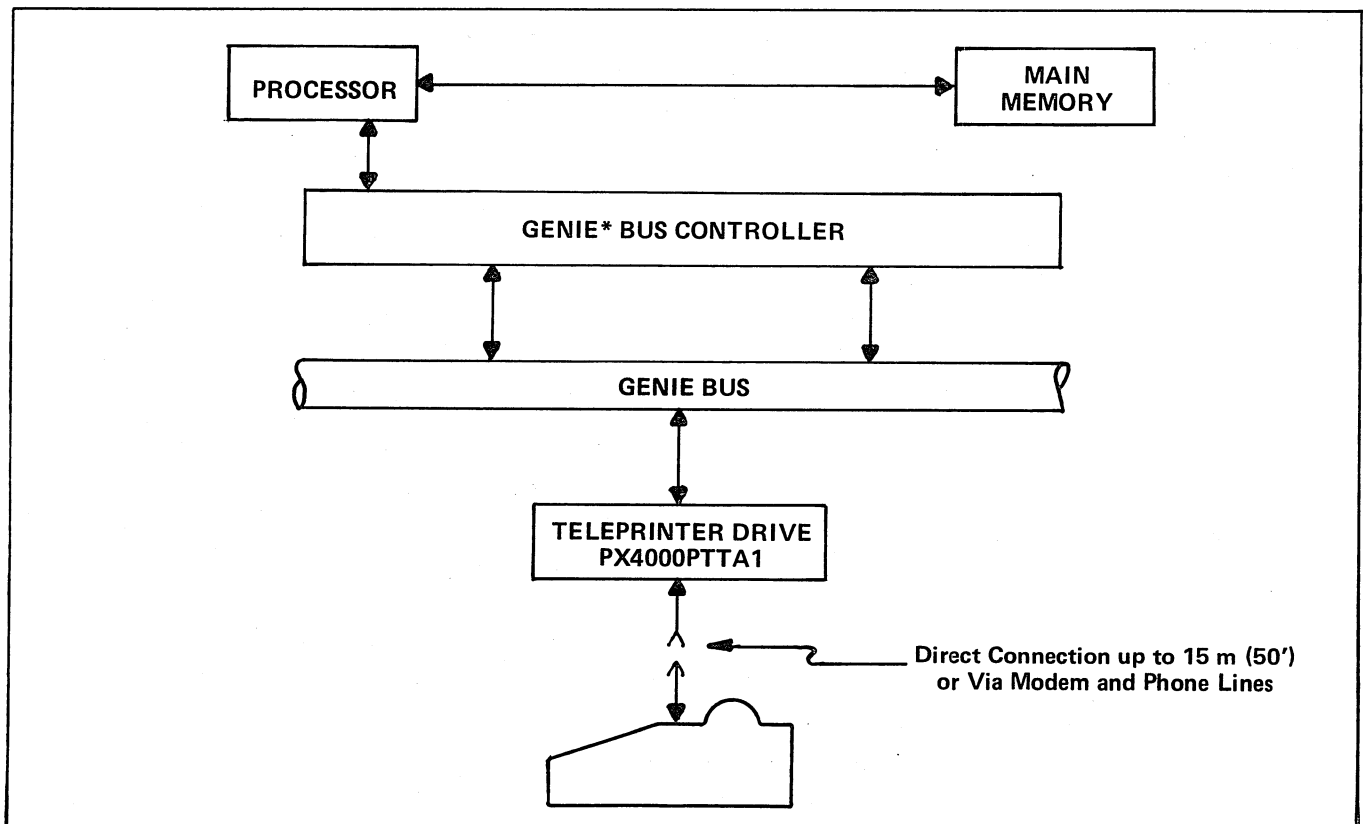 PROCESSOR
MAIN
MEMORY
GENIE* BUS CONTROLLER
GENIE BUS
TELEPRINTER DRIVE
PX4000PTTA1
Direct Connection up to 15 m (50')
or Via Modem and Phone Lines